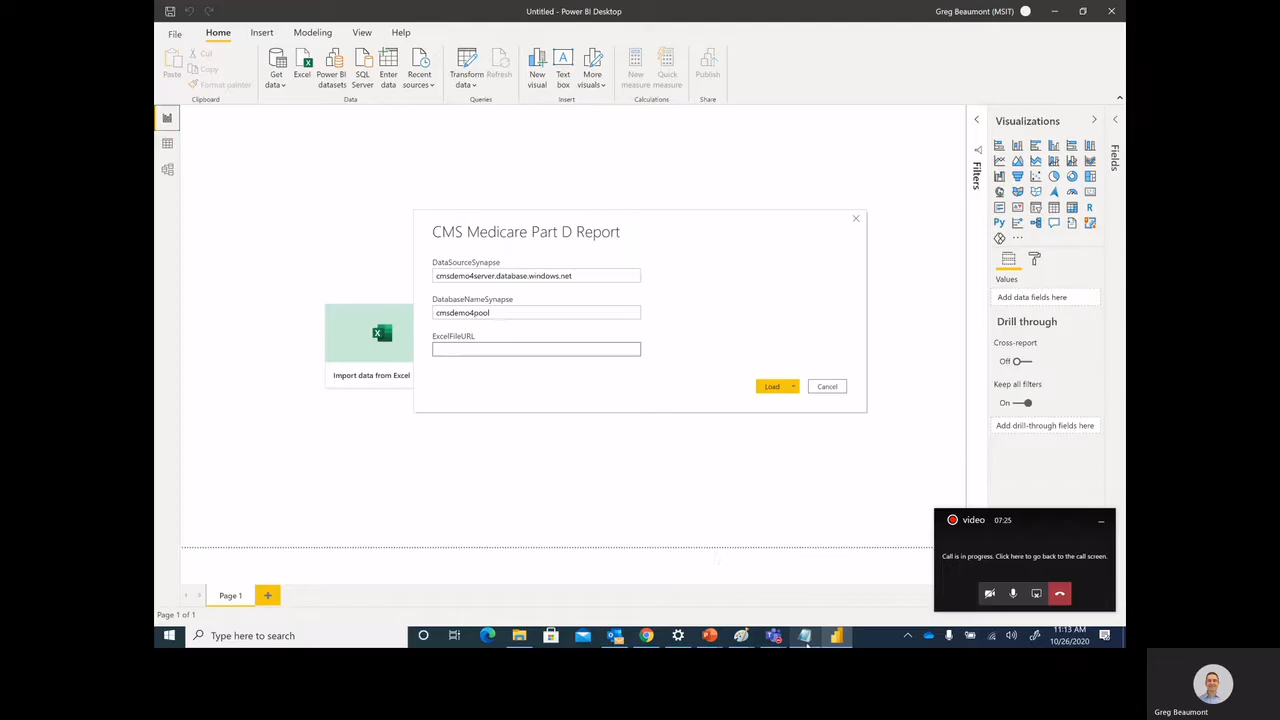 Untitled - Power BI Desktop
Greg Beaumont (MSIT)
File
Home
Insert
Modeling
View
Help
Paste
Cut
Copy
Format painter
Get data
Excel
Power BI datasets
SQL Server
Enter data
Recent sources
Transform data
Refresh
New visual
Text box
More visuals
New measure
Quick measure
Publish
Clipboard
Data
Queries
Insert
Calculations
Share
Visualizations
Filters
Fields
CMS Medicare Part D Report
DataSourceSynapse
cmsdemo4server.database.windows.net
DatabaseNameSynapse
cmsdemo4pool
ExcelFileURL
Load
Cancel
Import data from Excel
R
Py
Values
Add data fields here
Drill through
Cross-report
Off
Keep all filters
On
Add drill-through fields here
video
07:25
Call is in progress. Click here to go back to the call screen.
Page 1
Page 1 of 1
Type here to search
11:13 AM
10/26/2020
Greg Beaumont